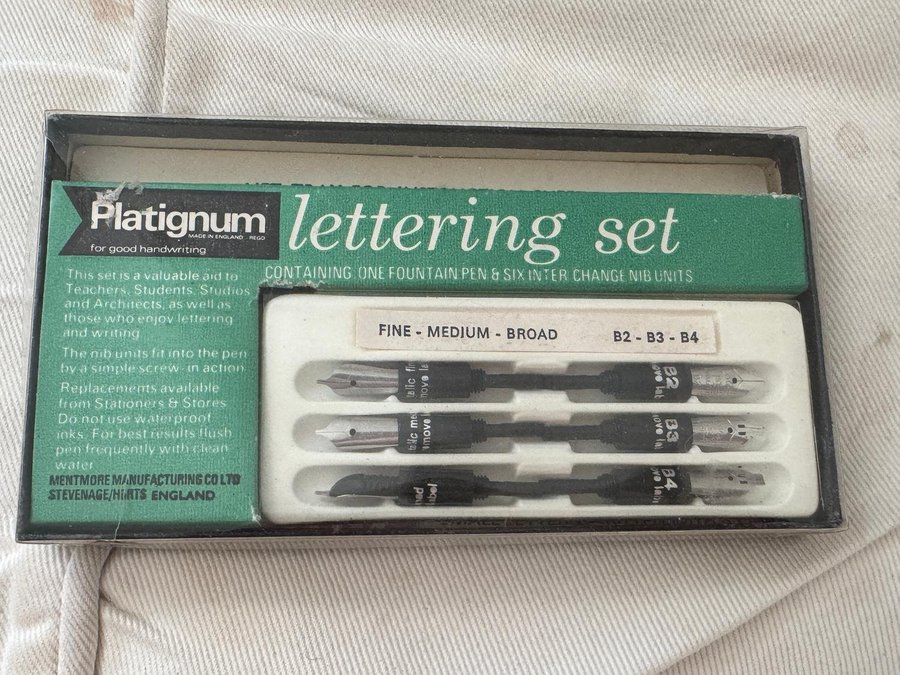 Platignum
MADE IN ENGLAND REGD
for good handwriting
lettering set
CONTAINING ONE FOUNTAIN PEN & SIX INTER CHANGE NIB UNITS
This set is a valuable aid to
Teachers, Students, Studios
and Architects, as well as
those who enjoy lettering
and writing.
The nib units fit into the pen
by a simple screw-in action
Replacements available
from Stationers & Stores.
Do not use waterproof
inks. For best results flush
pen frequently with clean
water
MENTMORE MANUFACTURING CO LTD
STEVENAGE/HERTS ENGLAND
FINE - MEDIUM - BROAD B2 - B3 - B4
B2
B3
B4